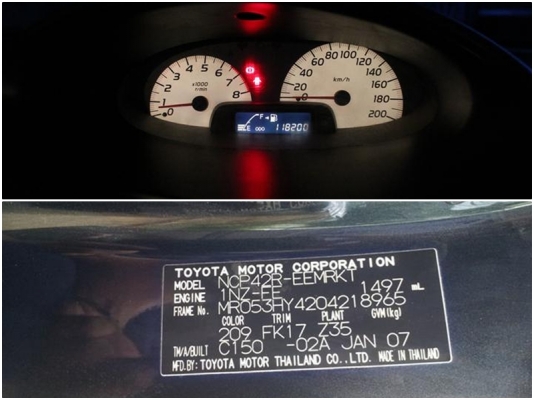 0 1 2 3 4 5 6 7 8
x1000
r/min
0 20 40 60 80 100 120 140 160 180 200
km/h
F
E ODO 118200
TOYOTA MOTOR CORPORATION
MODEL NCP42R-EEMRKT
ENGINE 1NZ-FE 1497 mL
FRAME No. MR053HY4204218965
COLOR TRIM PLANT GVM(kg)
209 FK17 Z35
TM/A/BUILT C150 -02A JAN 07
MFD.BY: TOYOTA MOTOR THAILAND CO.,LTD. MADE IN THAILAND